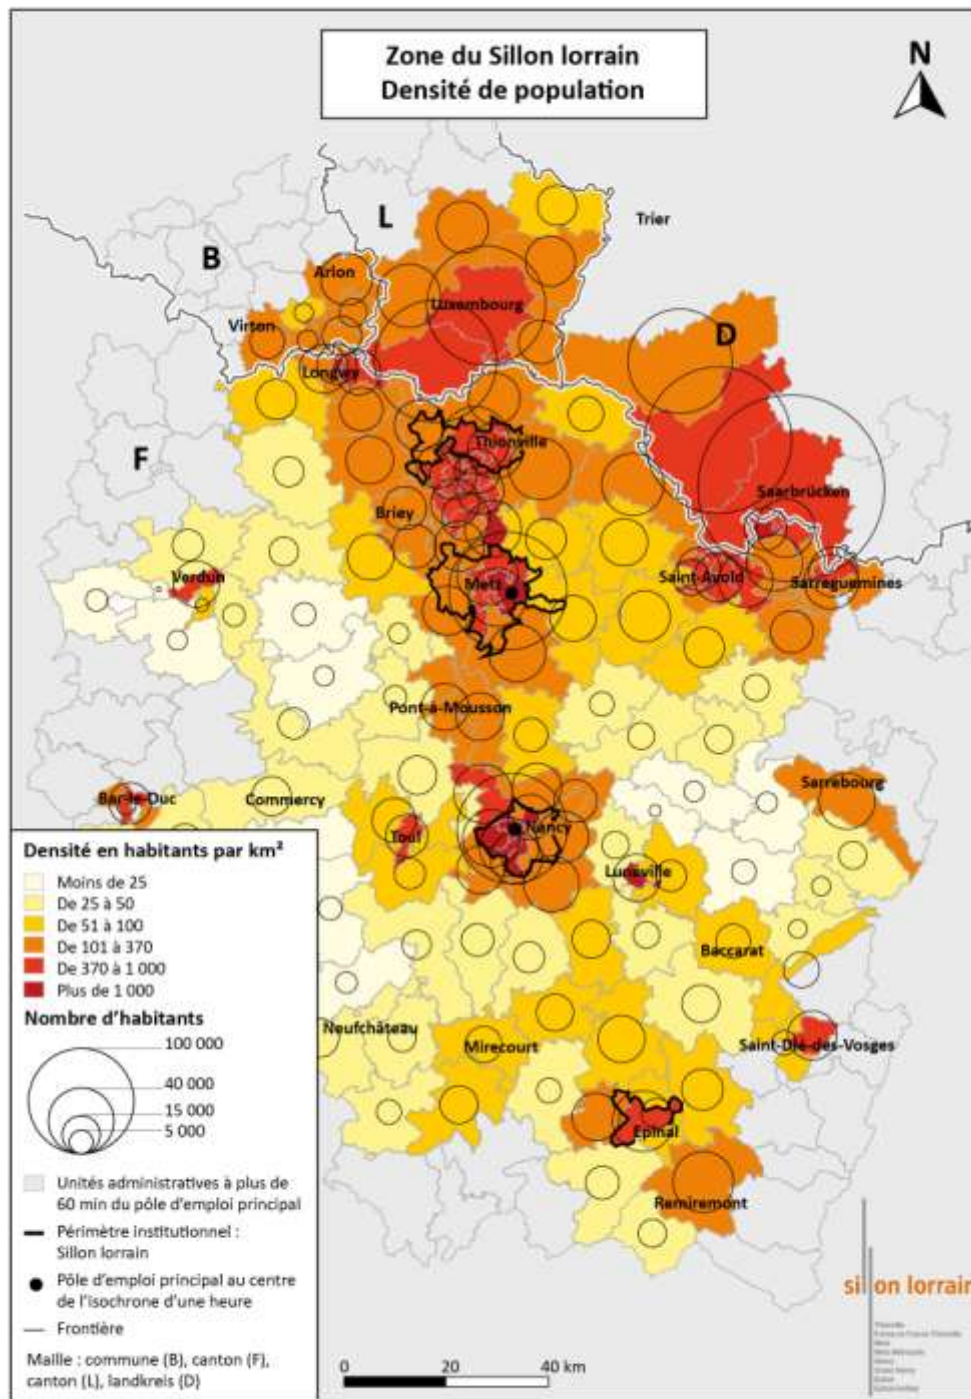 Zone du Sillon lorrain
Densité de population
N
L
Trier
B
Arlon
Luxembourg
Virton
D
Longwy
F
Thionville
Saarbrücken
Briey
Verdun
Metz
Saint-Avold
Sarreguemines
Pont-à-Mousson
Bar-le-Duc
Commercy
Sarrebourg
Toul
Nancy
Lunéville
Baccarat
Neufchâteau
Mirecourt
Saint-Dié-des-Vosges
Epinal
Remiremont
Densité en habitants par km²
Moins de 25
De 25 à 50
De 51 à 100
De 101 à 370
De 370 à 1 000
Plus de 1 000
Nombre d'habitants
100 000
40 000
15 000
5 000
Unités administratives à plus de
60 min du pôle d'emploi principal
Périmètre institutionnel :
Sillon lorrain
Pôle d'emploi principal au centre
de l'isochrone d'une heure
Frontière
Maille : commune (B), canton (F),
canton (L), landkreis (D)
0 20 40 km
sillon lorrain